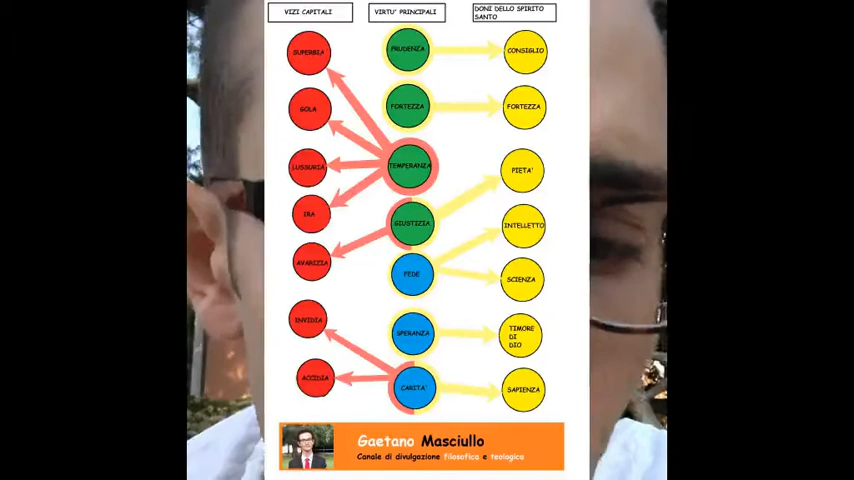 VIZI CAPITALI
VIRTU' PRINCIPALI
DONI DELLO SPIRITO
SANTO
SUPERBIA
PRUDENZA
CONSIGLIO
GOLA
FORTEZZA
FORTEZZA
LUSSURIA
TEMPERANZA
PIETA'
IRA
GIUSTIZIA
INTELLETTO
AVARIZIA
FEDE
SCIENZA
INVIDIA
SPERANZA
TIMORE
DI
DIO
ACCIDIA
CARITA'
SAPIENZA
Gaetano Masciullo
Canale di divulgazione filosofica e teologica